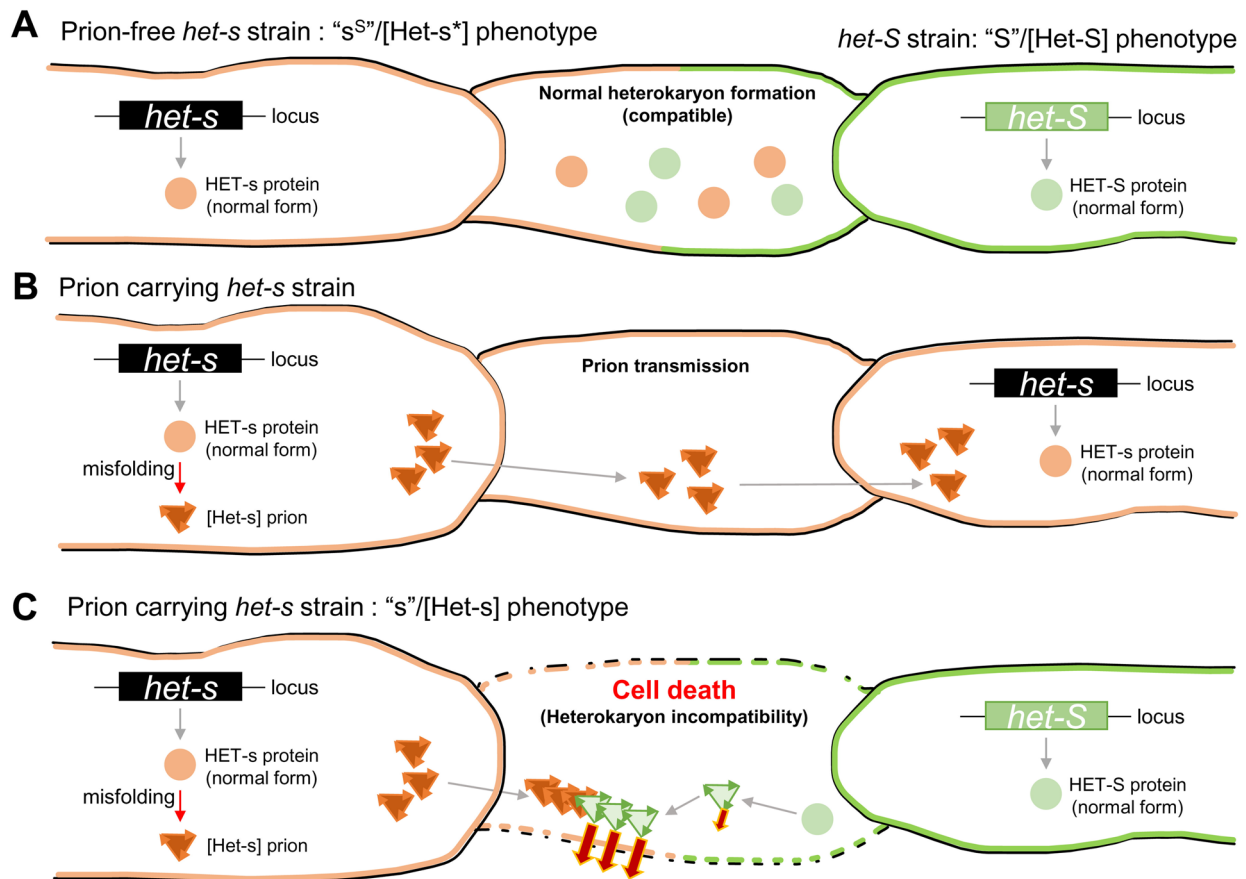 A Prion-free het-s strain : “sS”/[Het-s*] phenotype
het-S strain: “S”/[Het-S] phenotype
het-s locus
HET-s protein
(normal form)
Normal heterokaryon formation
(compatible)
het-S locus
HET-S protein
(normal form)
B Prion carrying het-s strain
het-s locus
HET-s protein
(normal form)
misfolding
[Het-s] prion
Prion transmission
het-s locus
HET-s protein
(normal form)
C Prion carrying het-s strain : “s”/[Het-s] phenotype
het-s locus
HET-s protein
(normal form)
misfolding
[Het-s] prion
Cell death
(Heterokaryon incompatibility)
het-S locus
HET-S protein
(normal form)